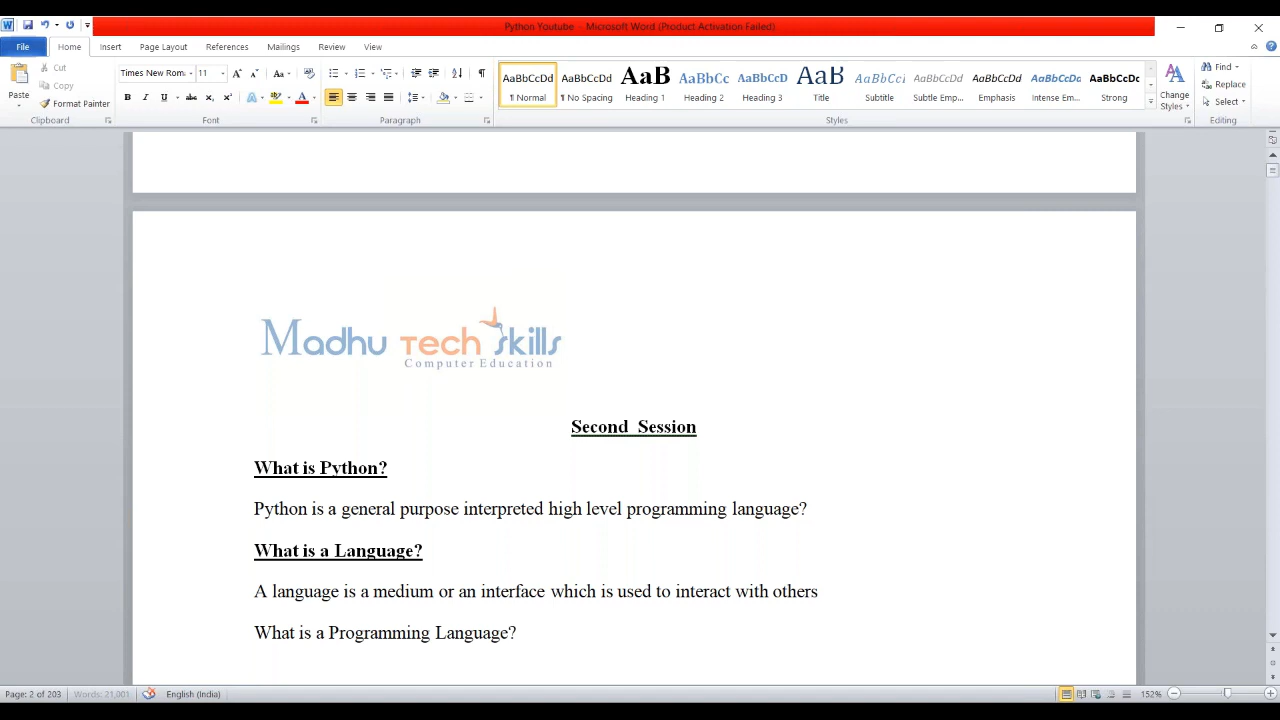 Python Youtube - Microsoft Word (Product Activation Failed)
File Home Insert Page Layout References Mailings Review View
Paste
Cut
Copy
Format Painter
Clipboard
Times New Rom 11
Font
Paragraph
AaBbCcDd AaBbCcDd AaB AaBbCc AaBbCcD AaB AaBbCcL AaBbCcDd AaBbCcDd AaBbCcDc AaBbCcDc
¶ Normal ¶ No Spacing Heading 1 Heading 2 Heading 3 Title Subtitle Subtle Emp... Emphasis Intense Em... Strong
Styles
Change Styles
Find
Replace
Select
Editing
Madhu Tech Skills
Computer Education
Second Session
What is Python?
Python is a general purpose interpreted high level programming language?
What is a Language?
A language is a medium or an interface which is used to interact with others
What is a Programming Language?
Page: 2 of 203 Words: 21,001 English (India) 152%